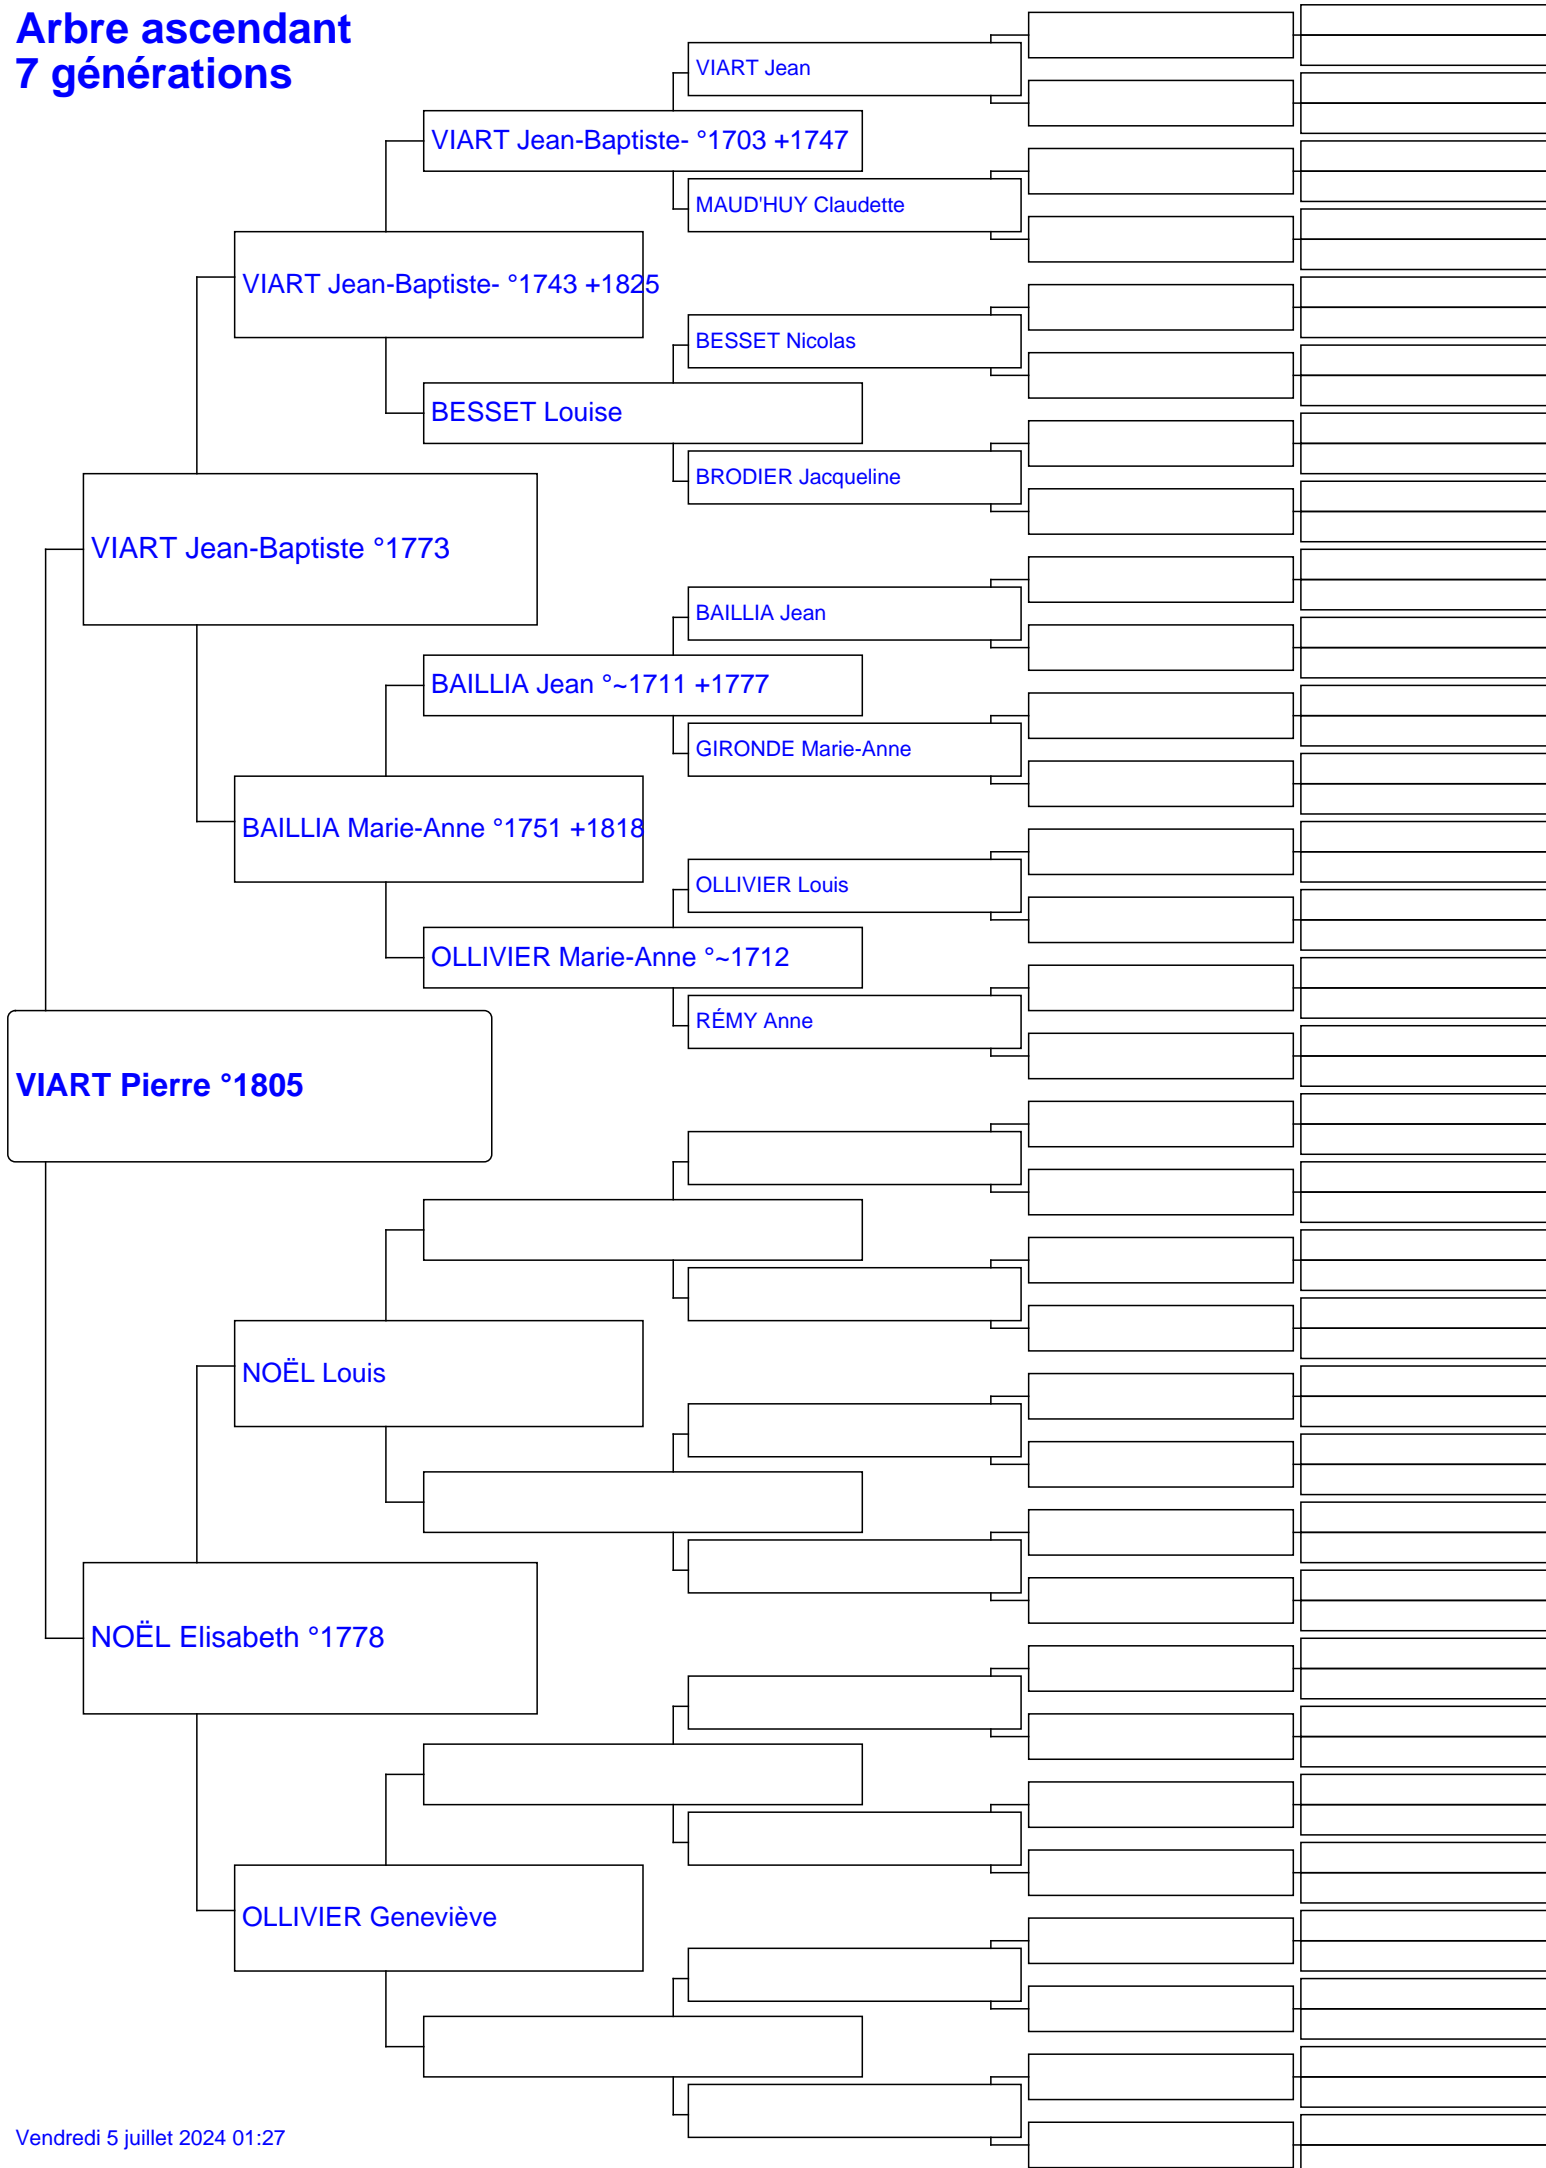 Arbre ascendant
7 générations
VIART Jean
VIART Jean-Baptiste- °1703 +1747
MAUD'HUY Claudette
VIART Jean-Baptiste- °1743 +1825
BESSET Nicolas
BESSET Louise
BRODIER Jacqueline
VIART Jean-Baptiste °1773
BAILLIA Jean
BAILLIA Jean °~1711 +1777
GIRONDE Marie-Anne
BAILLIA Marie-Anne °1751 +1818
OLLIVIER Louis
OLLIVIER Marie-Anne °~1712
RÉMY Anne
VIART Pierre °1805
NOËL Louis
NOËL Elisabeth °1778
OLLIVIER Geneviève
Vendredi 5 juillet 2024 01:27